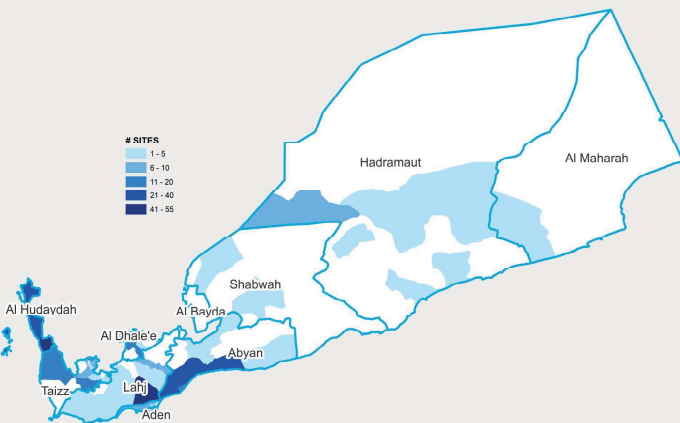 # SITES
1 - 5
6 - 10
11 - 20
21 - 40
41 - 55
Hadramaut
Al Maharah
Shabwah
Al Hudaydah
Al Bayda
Al Dhale'e
Abyan
Taizz
Lahj
Aden